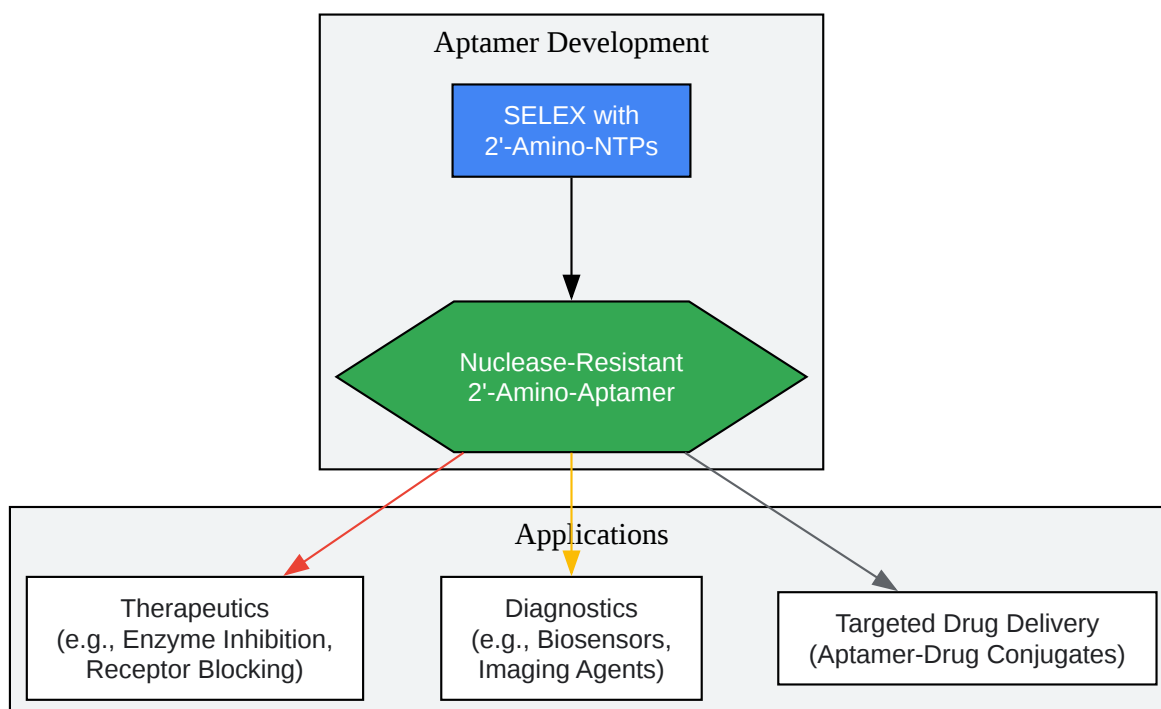 Aptamer Development
SELEX with
2'-Amino-NTPs
Nuclease-Resistant
2'-Amino-Aptamer
Applications
Therapeutics
(e.g., Enzyme Inhibition,
Receptor Blocking)
Diagnostics
(e.g., Biosensors,
Imaging Agents)
Targeted Drug Delivery
(Aptamer-Drug Conjugates)